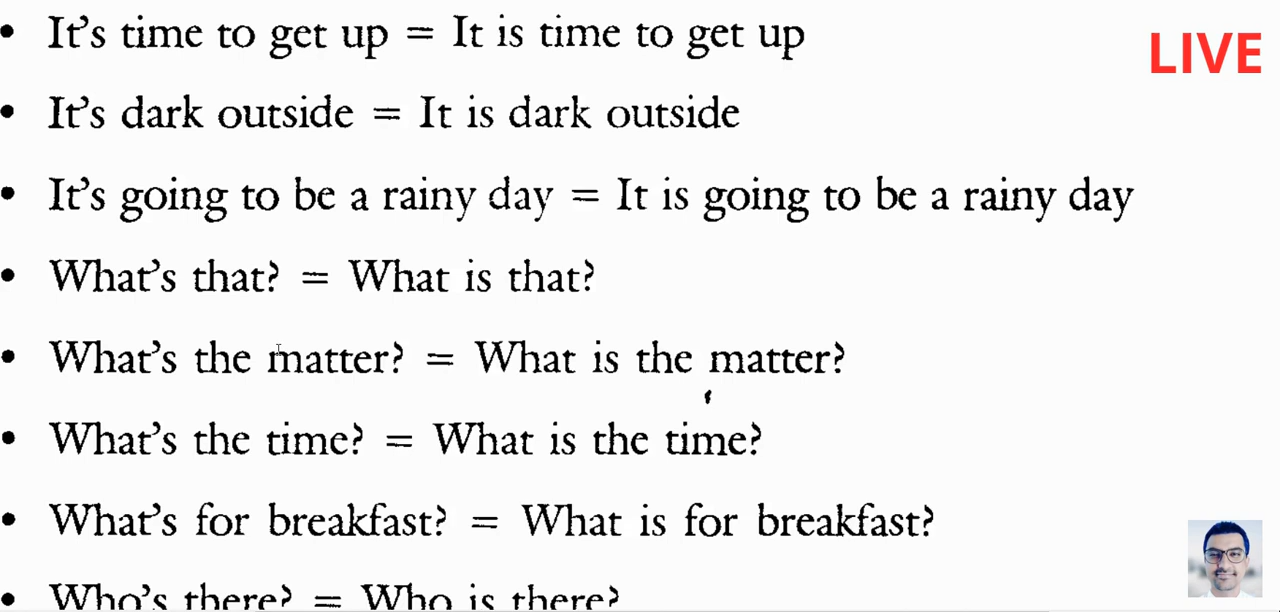 • It's time to get up = It is time to get up
LIVE
• It's dark outside = It is dark outside
• It's going to be a rainy day = It is going to be a rainy day
• What's that? = What is that?
• What's the matter? = What is the matter?
• What's the time? = What is the time?
• What's for breakfast? = What is for breakfast?
• Who's there? = Who is there?